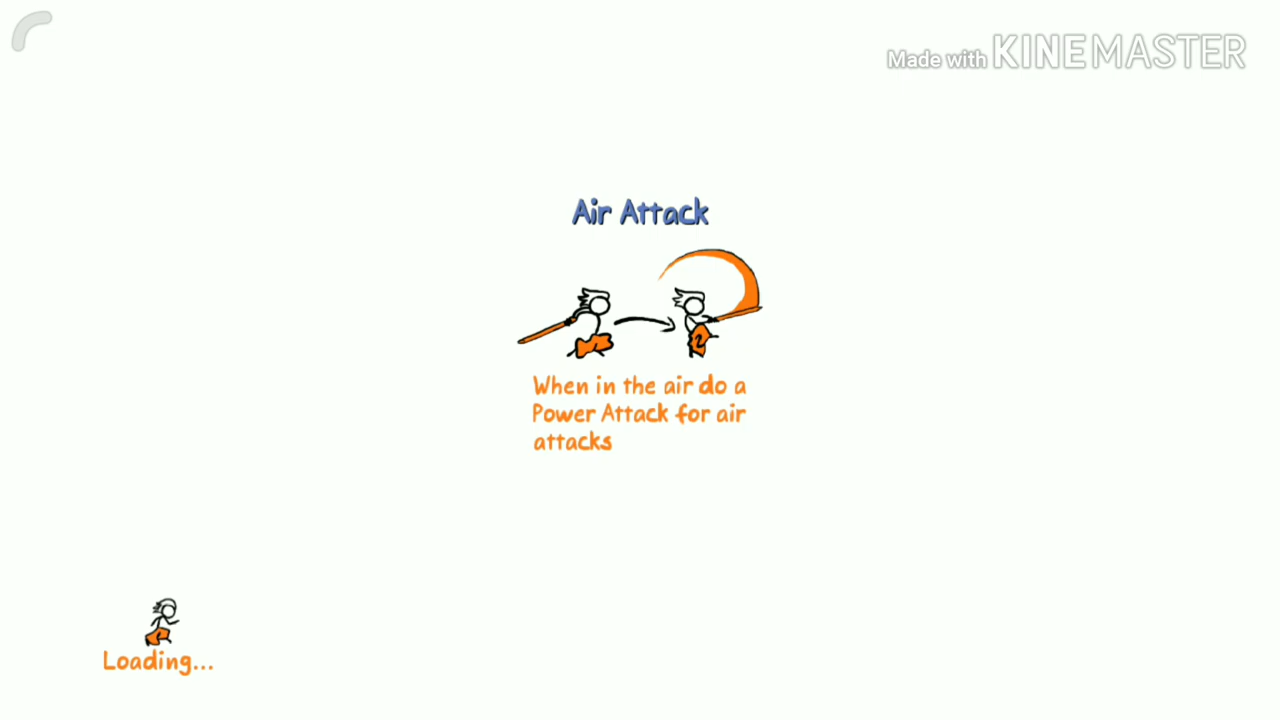 Made with KINEMASTER
Air Attack
When in the air do a
Power Attack for air
attacks
Loading...